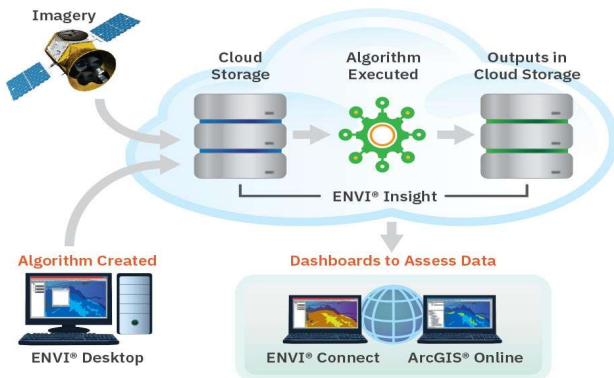 Imagery
Cloud
Storage
Algorithm
Executed
Outputs in
Cloud Storage
ENVI® Insight
Algorithm Created
ENVI® Desktop
Dashboards to Assess Data
ENVI® Connect
ArcGIS® Online